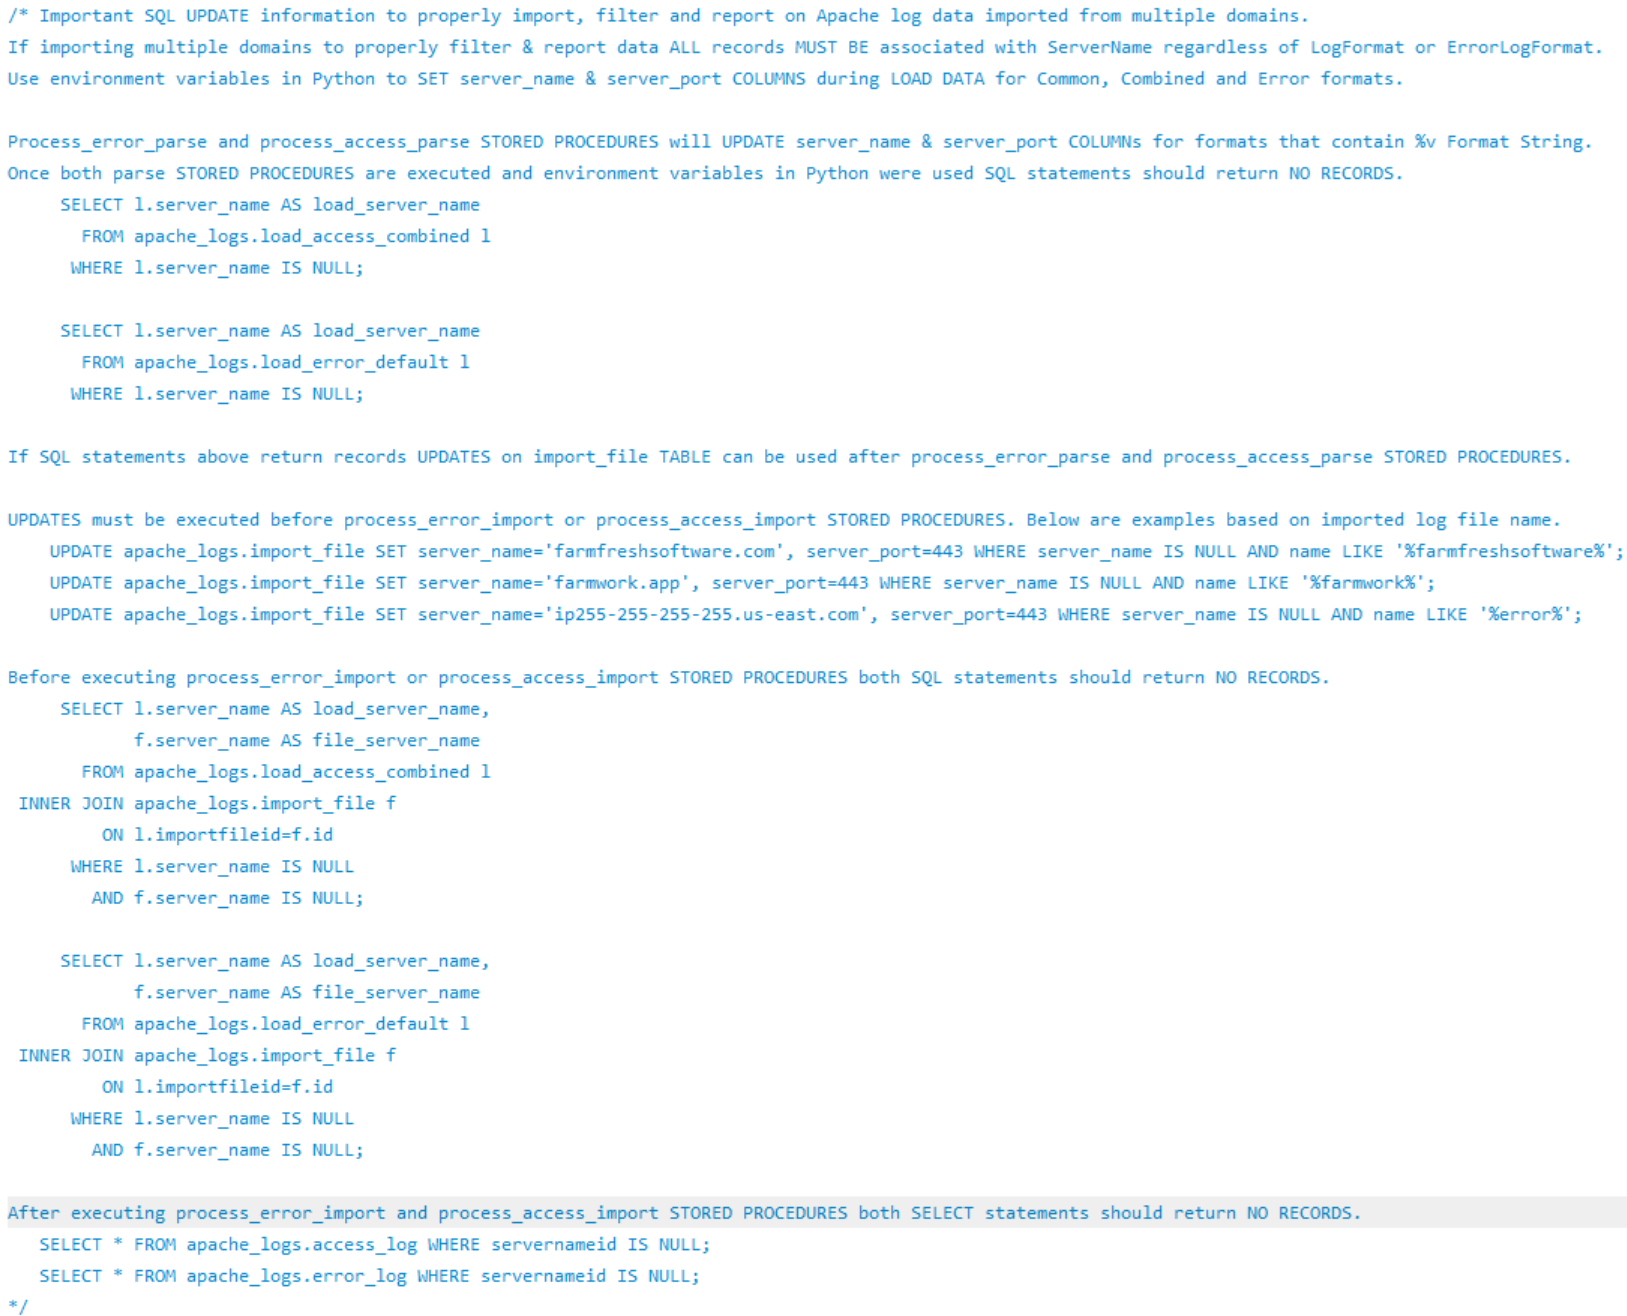 /* Important SQL UPDATE information to properly import, filter and report on Apache log data imported from multiple domains.
If importing multiple domains to properly filter & report data ALL records MUST BE associated with ServerName regardless of LogFormat or ErrorLogFormat.
Use environment variables in Python to SET server_name & server_port COLUMNS during LOAD DATA for Common, Combined and Error formats.

Process_error_parse and process_access_parse STORED PROCEDURES will UPDATE server_name & server_port COLUMNs for formats that contain %v Format String.
Once both parse STORED PROCEDURES are executed and environment variables in Python were used SQL statements should return NO RECORDS.
     SELECT l.server_name AS load_server_name
       FROM apache_logs.load_access_combined l
      WHERE l.server_name IS NULL;

     SELECT l.server_name AS load_server_name
       FROM apache_logs.load_error_default l
      WHERE l.server_name IS NULL;

If SQL statements above return records UPDATES on import_file TABLE can be used after process_error_parse and process_access_parse STORED PROCEDURES.

UPDATES must be executed before process_error_import or process_access_import STORED PROCEDURES. Below are examples based on imported log file name.
    UPDATE apache_logs.import_file SET server_name='farmfreshsoftware.com', server_port=443 WHERE server_name IS NULL AND name LIKE '%farmfreshsoftware%';
    UPDATE apache_logs.import_file SET server_name='farmwork.app', server_port=443 WHERE server_name IS NULL AND name LIKE '%farmwork%';
    UPDATE apache_logs.import_file SET server_name='ip255-255-255-255.us-east.com', server_port=443 WHERE server_name IS NULL AND name LIKE '%error%';

Before executing process_error_import or process_access_import STORED PROCEDURES both SQL statements should return NO RECORDS.
     SELECT l.server_name AS load_server_name,
            f.server_name AS file_server_name
       FROM apache_logs.load_access_combined l
 INNER JOIN apache_logs.import_file f
         ON l.importfileid=f.id
      WHERE l.server_name IS NULL
        AND f.server_name IS NULL;

     SELECT l.server_name AS load_server_name,
            f.server_name AS file_server_name
       FROM apache_logs.load_error_default l
 INNER JOIN apache_logs.import_file f
         ON l.importfileid=f.id
      WHERE l.server_name IS NULL
        AND f.server_name IS NULL;

After executing process_error_import and process_access_import STORED PROCEDURES both SELECT statements should return NO RECORDS.
   SELECT * FROM apache_logs.access_log WHERE servernameid IS NULL;
   SELECT * FROM apache_logs.error_log WHERE servernameid IS NULL;
*/